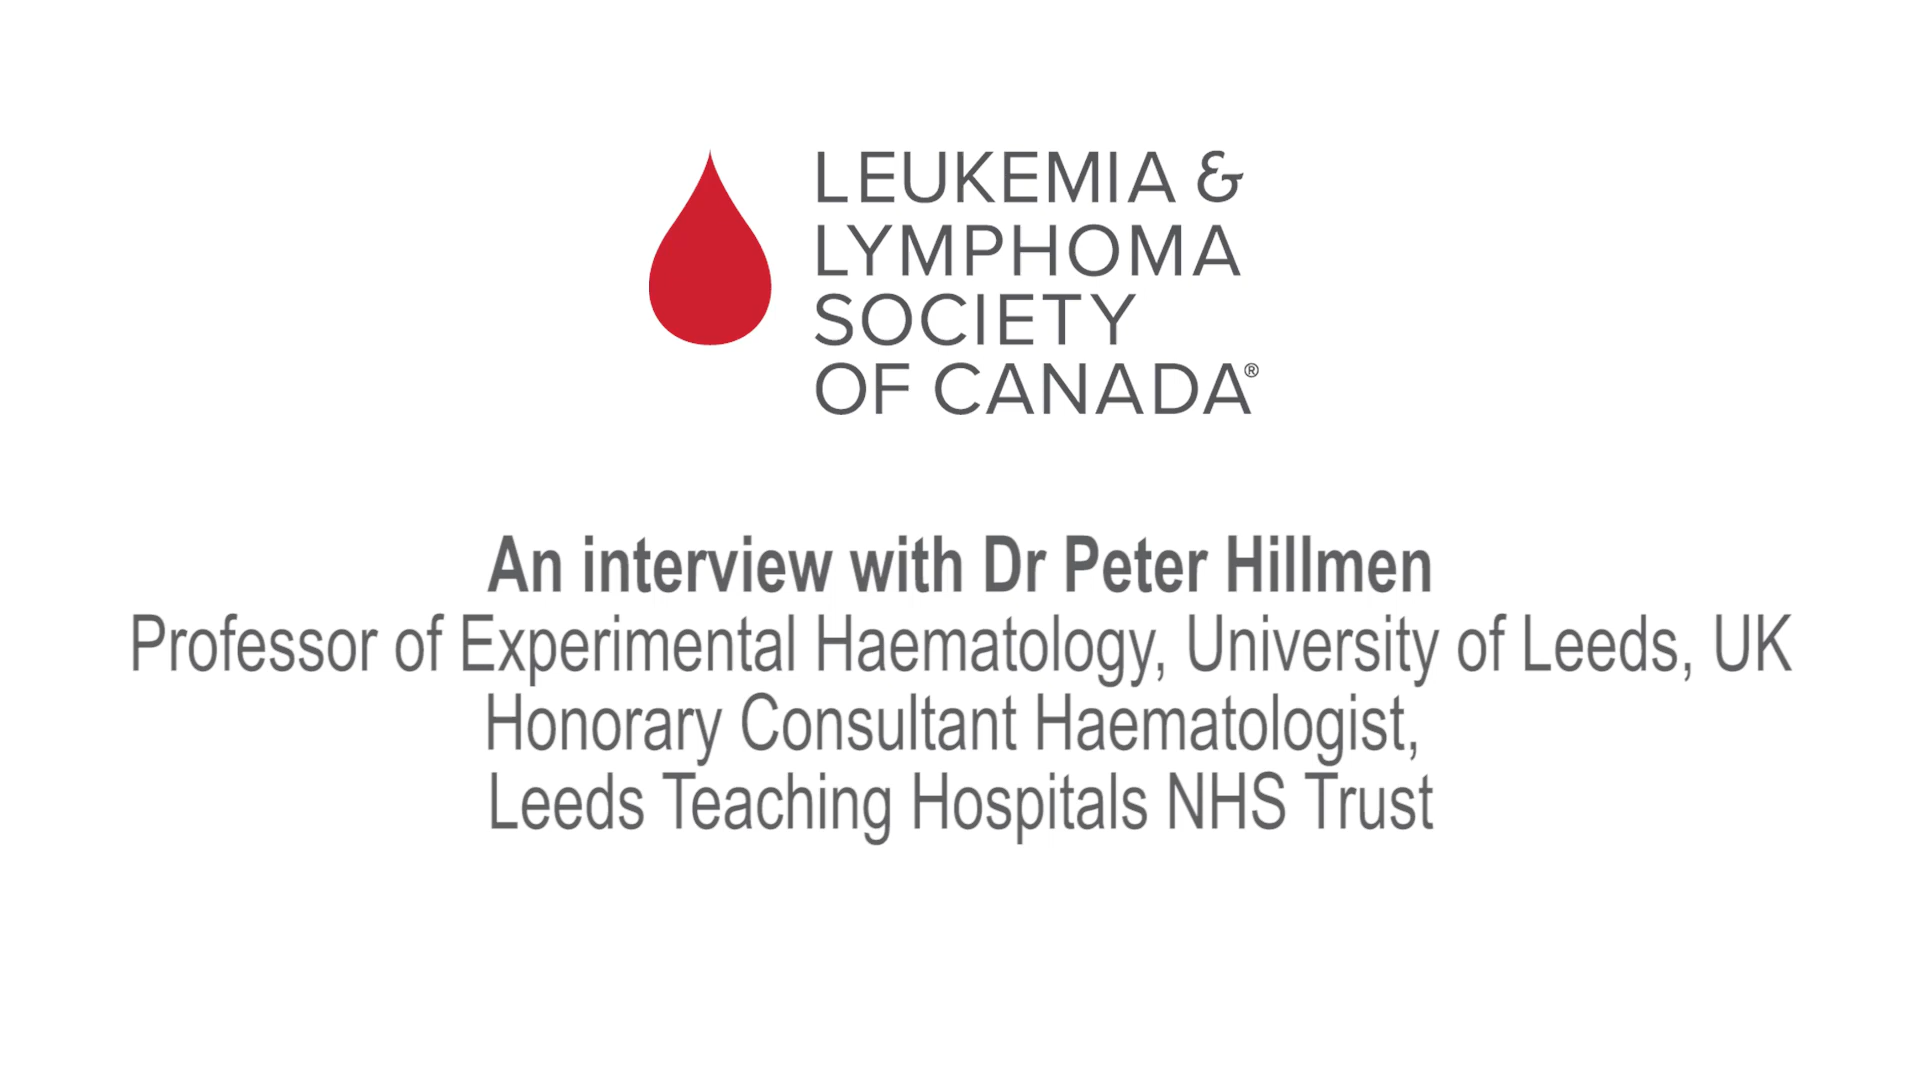 LEUKEMIA &
LYMPHOMA
SOCIETY
OF CANADA®
An interview with Dr Peter Hillmen
Professor of Experimental Haematology, University of Leeds, UK
Honorary Consultant Haematologist,
Leeds Teaching Hospitals NHS Trust